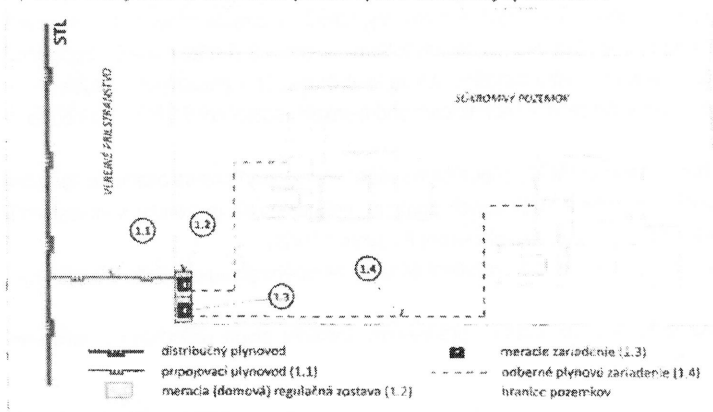 STL
VEREJNÉ PRIESTRANSTVO
SÚKROMNÝ POZEMOK
1.1
1.2
1.3
1.4
distribučný plynovod
pripojovací plynovod (1.1)
meracia (domová) regulačná zostava (1.2)
meracie zariadenie (1.3)
odberné plynové zariadenie (1.4)
hranice pozemkov